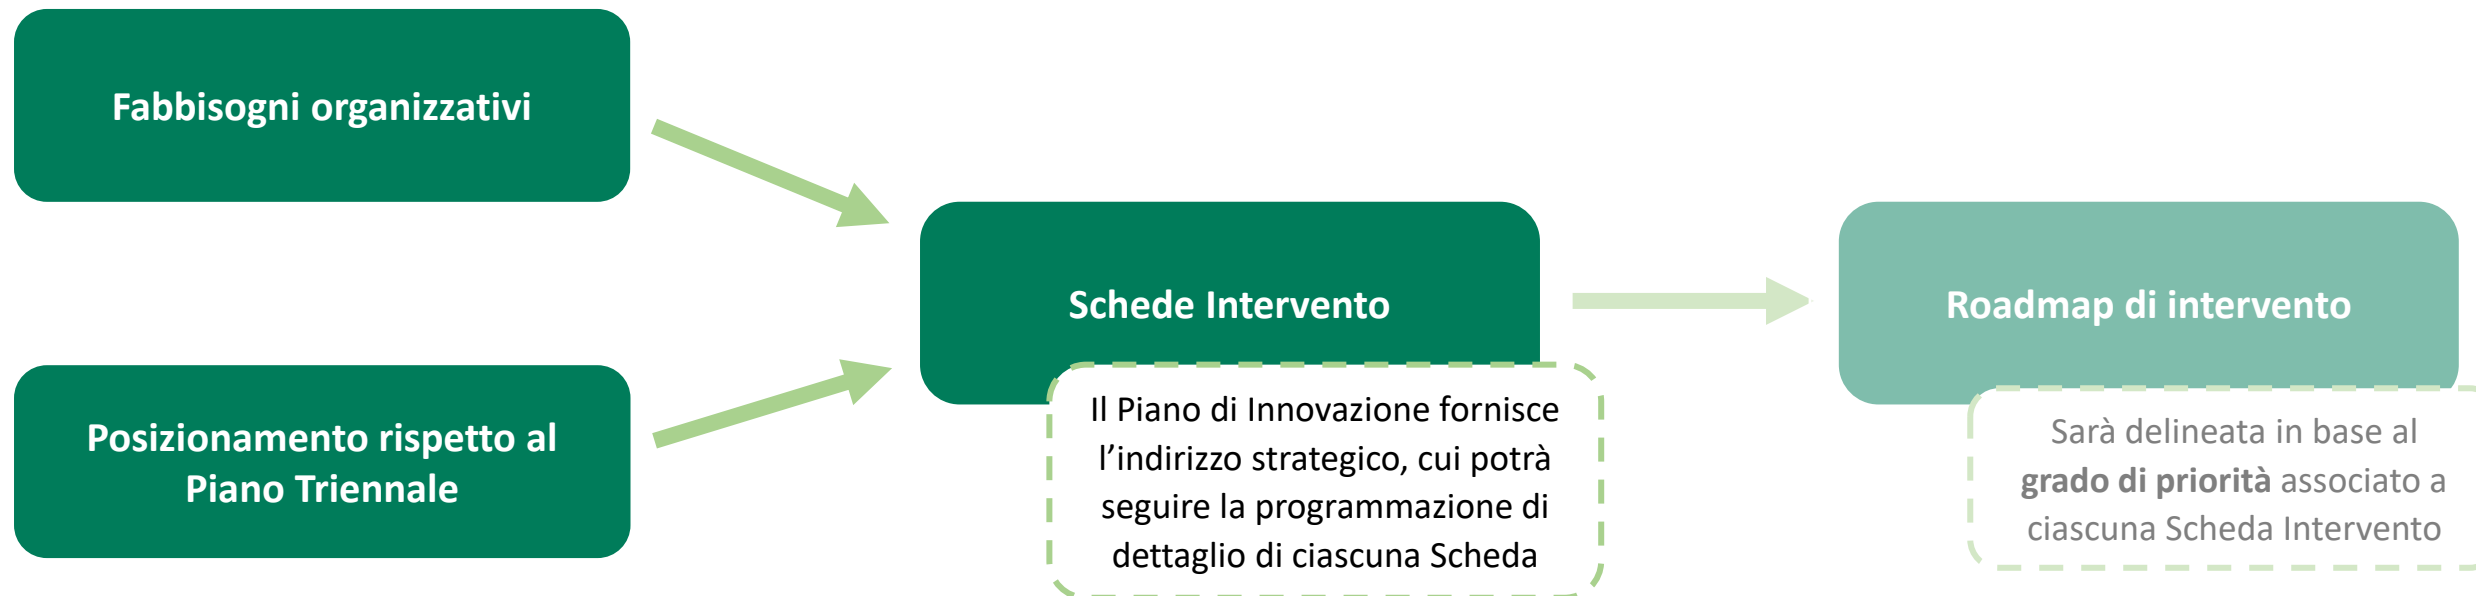 Fabbisogni organizzativi
Posizionamento rispetto al
Piano Triennale
Schede Intervento
Il Piano di Innovazione fornisce
l’indirizzo strategico, cui potrà
seguire la programmazione di
dettaglio di ciascuna Scheda
Roadmap di intervento
Sarà delineata in base al
grado di priorità associato a
ciascuna Scheda Intervento